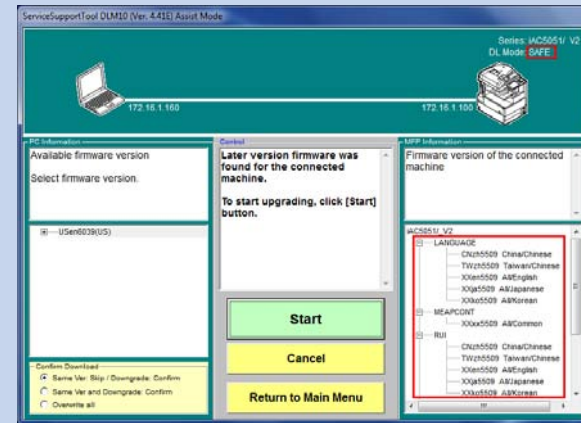 ServiceSupportTool DLM10 (Ver. 4.41E) Assist Mode
Series: iAC5051/ V2
DL Mode: SAFE
172.16.1.160
172.16.1.100
PC Information
Available firmware version
Select firmware version.
USen6039(US)
Confirm Download
Same Ver: Skip / Downgrade: Confirm
Same Ver and Downgrade: Confirm
Overwrite all
Control
Later version firmware was
found for the connected
machine.
To start upgrading, click [Start]
button.
Start
Cancel
Return to Main Menu
MFP Information
Firmware version of the connected
machine
iAC5051/_V2
LANGUAGE
CNzh5509 China/Chinese
TWzh5509 Taiwan/Chinese
XXen5509 All/English
XXja5509 All/Japanese
XXko5509 All/Korean
MEAPCONT
XXxx5509 All/Common
RUI
CNzh5509 China/Chinese
TWzh5509 Taiwan/Chinese
XXen5509 All/English
XXja5509 All/Japanese
XXko5509 All/Korean